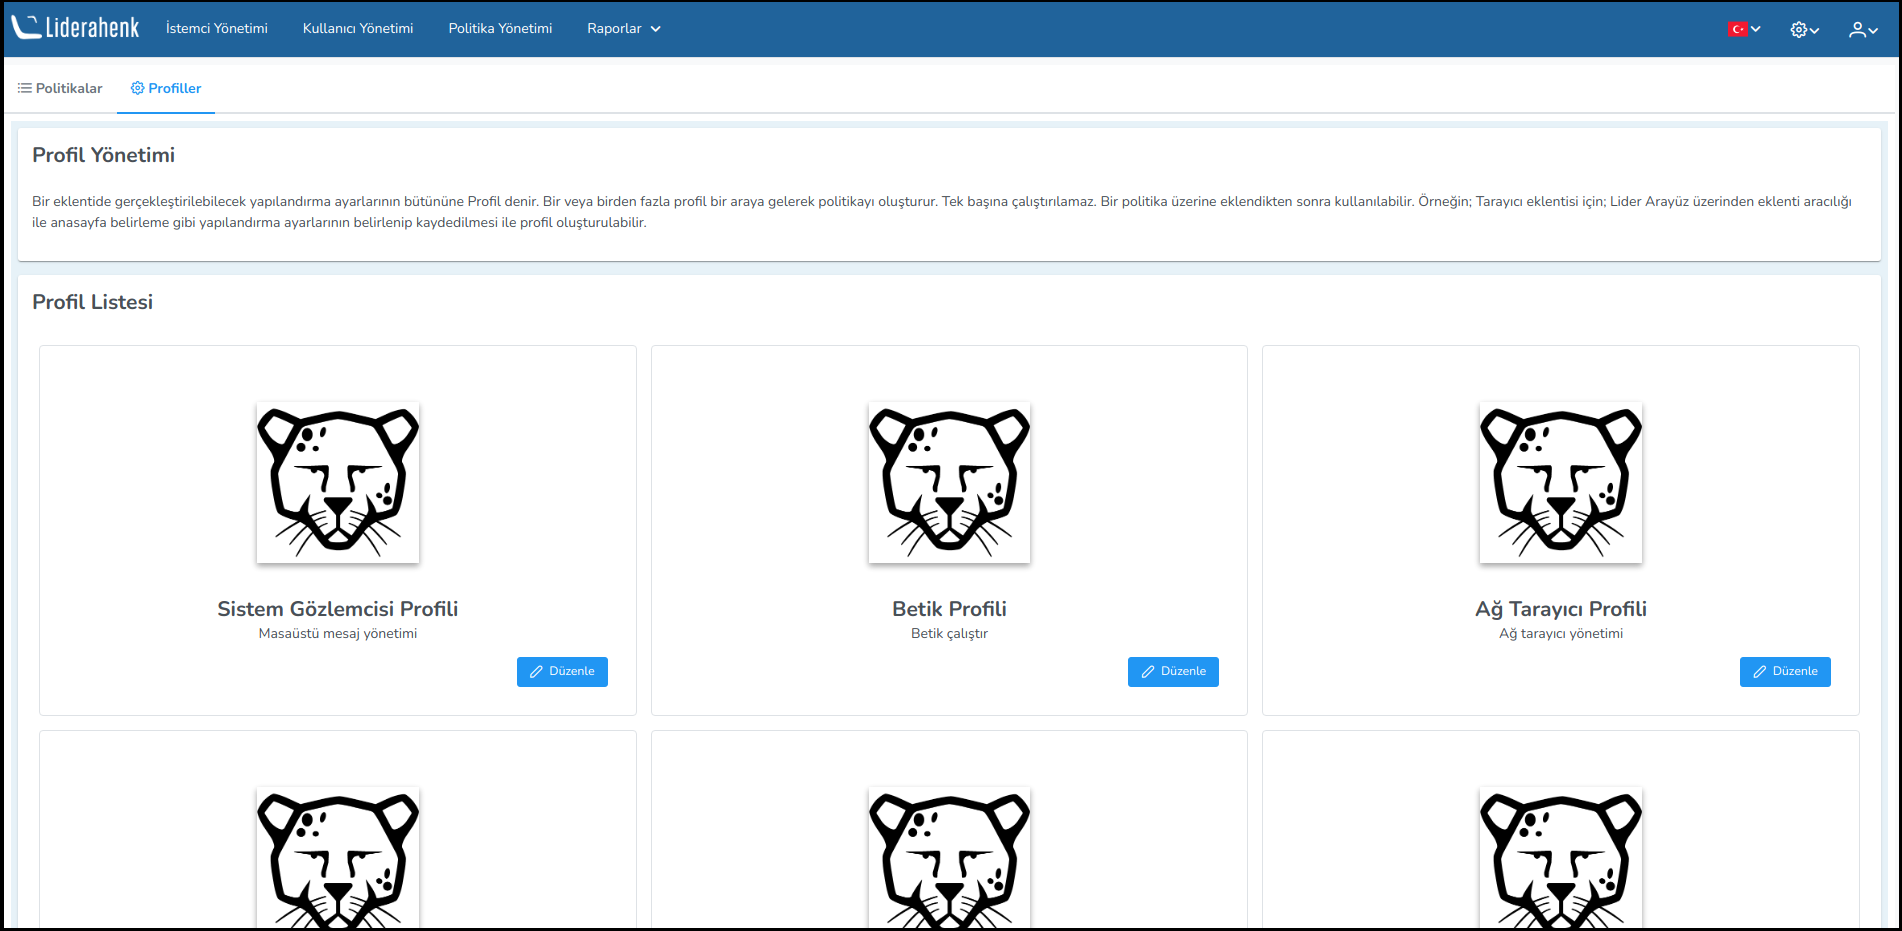 Liderahenk İstemci Yönetimi Kullanıcı Yönetimi Politika Yönetimi Raporlar
Politikalar Profiller
Profil Yönetimi
Bir eklentide gerçekleştirilebilecek yapılandırma ayarlarının bütününe Profil denir. Bir veya birden fazla profil bir araya gelerek politikayı oluşturur. Tek başına çalıştırılamaz. Bir politika üzerine eklendikten sonra kullanılabilir. Örneğin; Tarayıcı eklentisi için; Lider Arayüz üzerinden eklenti aracılığı
ile anasayfa belirleme gibi yapılandırma ayarlarının belirlenip kaydedilmesi ile profil oluşturulabilir.
Profil Listesi
Sistem Gözlemcisi Profili
Masaüstü mesaj yönetimi
Düzenle
Betik Profili
Betik çalıştır
Düzenle
Ağ Tarayıcı Profili
Ağ tarayıcı yönetimi
Düzenle